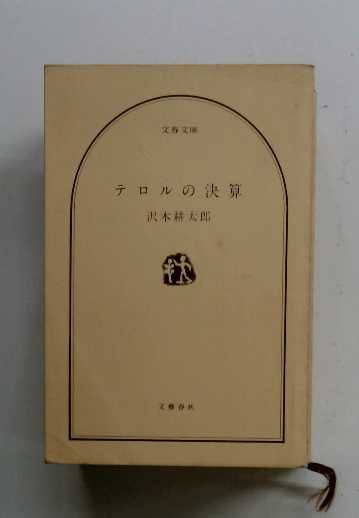 文春文庫
テロルの決算
沢木耕太郎
文藝春秋